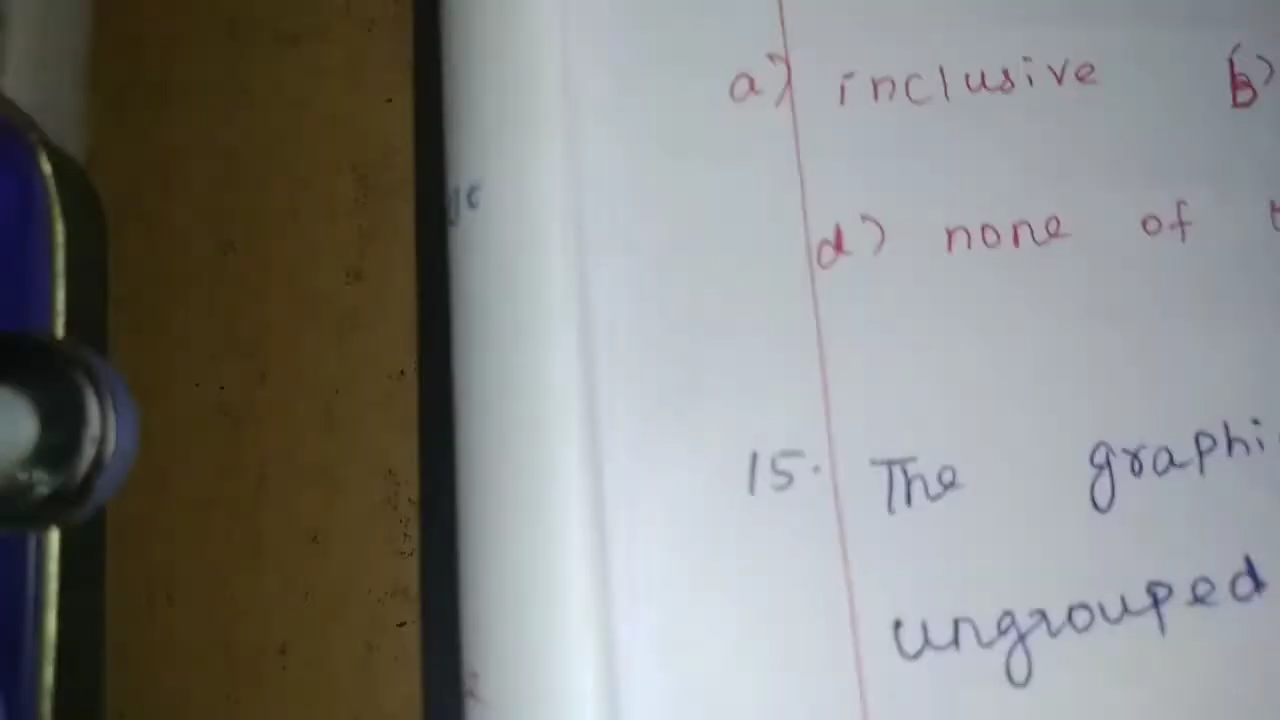 a) inclusive b)
d) none of
15. The graphi
ungrouped